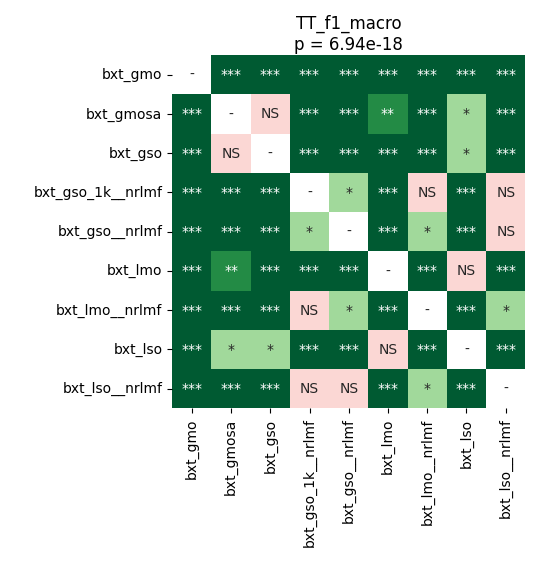 TT_f1_macro
p = 6.94e-18
bxt_gmo - *** *** *** *** *** *** *** ***
bxt_gmosa *** - NS *** *** ** *** * ***
bxt_gso *** NS - *** *** *** *** * ***
bxt_gso_1k__nrlmf *** *** *** - * *** NS *** NS
bxt_gso__nrlmf *** *** *** * - *** * *** NS
bxt_lmo *** ** *** *** *** - *** NS ***
bxt_lmo__nrlmf *** *** *** NS * *** - *** *
bxt_lso *** * * *** *** NS *** - ***
bxt_lso__nrlmf *** *** *** NS NS *** * *** -
bxt_gmo
bxt_gmosa
bxt_gso
bxt_gso_1k__nrlmf
bxt_gso__nrlmf
bxt_lmo
bxt_lmo__nrlmf
bxt_lso
bxt_lso__nrlmf